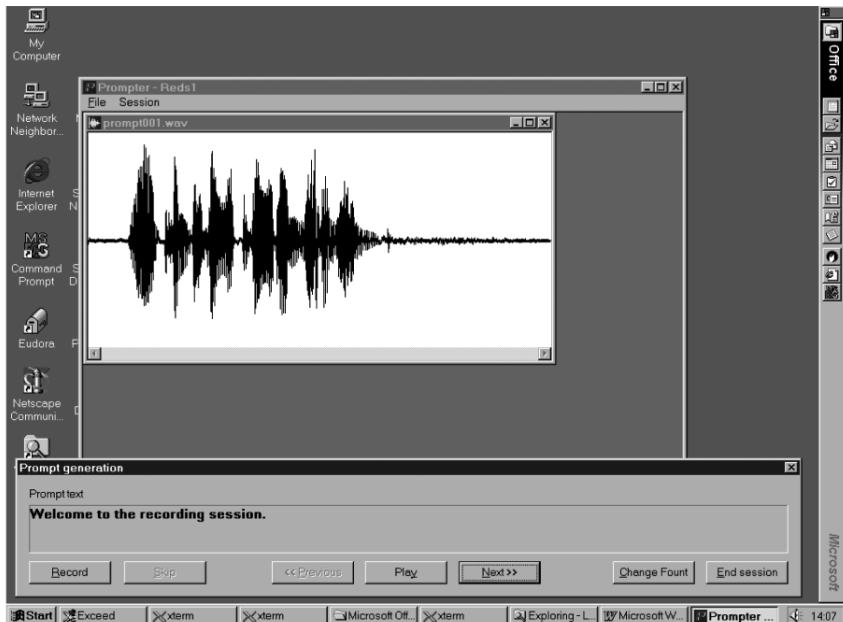 My
Computer
Network
Neighbor...
Internet
Explorer
MS
Command
Prompt
Eudora
Netscape
Communi...
Prompter - Reds1
File Session
prompt001.wav
Office
Prompt generation
Prompt text
Welcome to the recording session.
Record
Skip
<< Previous
Play
Next >>
Change Fount
End session
Microsoft
Start
Exceed
xterm
xterm
Microsoft Off...
xterm
Exploring - L...
Microsoft W...
Prompter ...
14:07